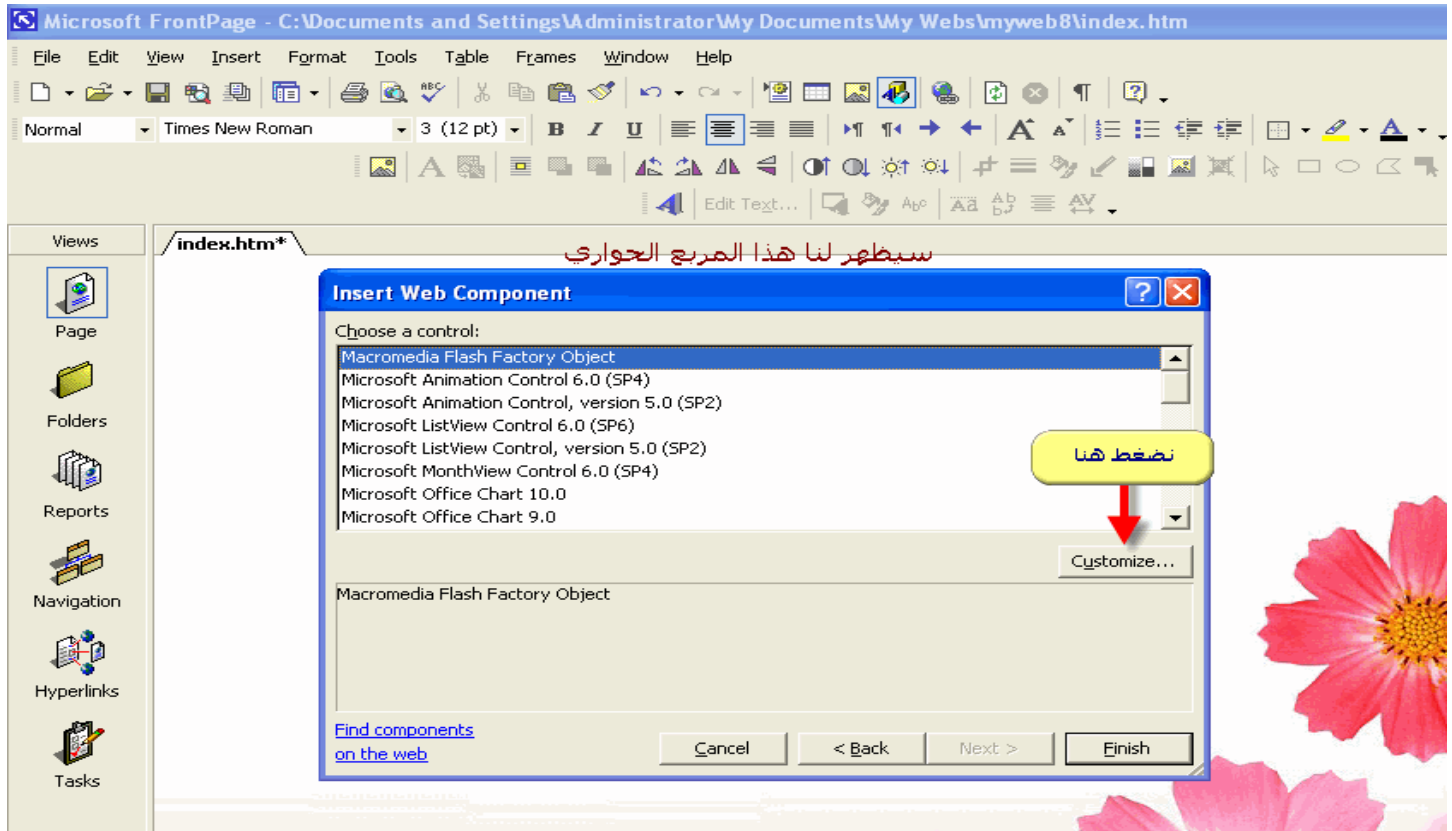 Microsoft FrontPage - C:\Documents and Settings\Administrator\My Documents\My Webs\myweb8\index.htm
File Edit View Insert Format Tools Table Frames Window Help
Normal Times New Roman 3 (12 pt) B I U A A A
A Edit Text... Abc Aā Ab AV
Views index.htm*
سيظهر لنا هذا المربع الحواري
Insert Web Component
Choose a control:
Macromedia Flash Factory Object
Microsoft Animation Control 6.0 (SP4)
Microsoft Animation Control, version 5.0 (SP2)
Microsoft ListView Control 6.0 (SP6)
Microsoft ListView Control, version 5.0 (SP2)
Microsoft MonthView Control 6.0 (SP4)
Microsoft Office Chart 10.0
Microsoft Office Chart 9.0
نضغط هنا
Customize...
Macromedia Flash Factory Object
Find components
on the web
Cancel < Back Next > Finish
Page
Folders
Reports
Navigation
Hyperlinks
Tasks